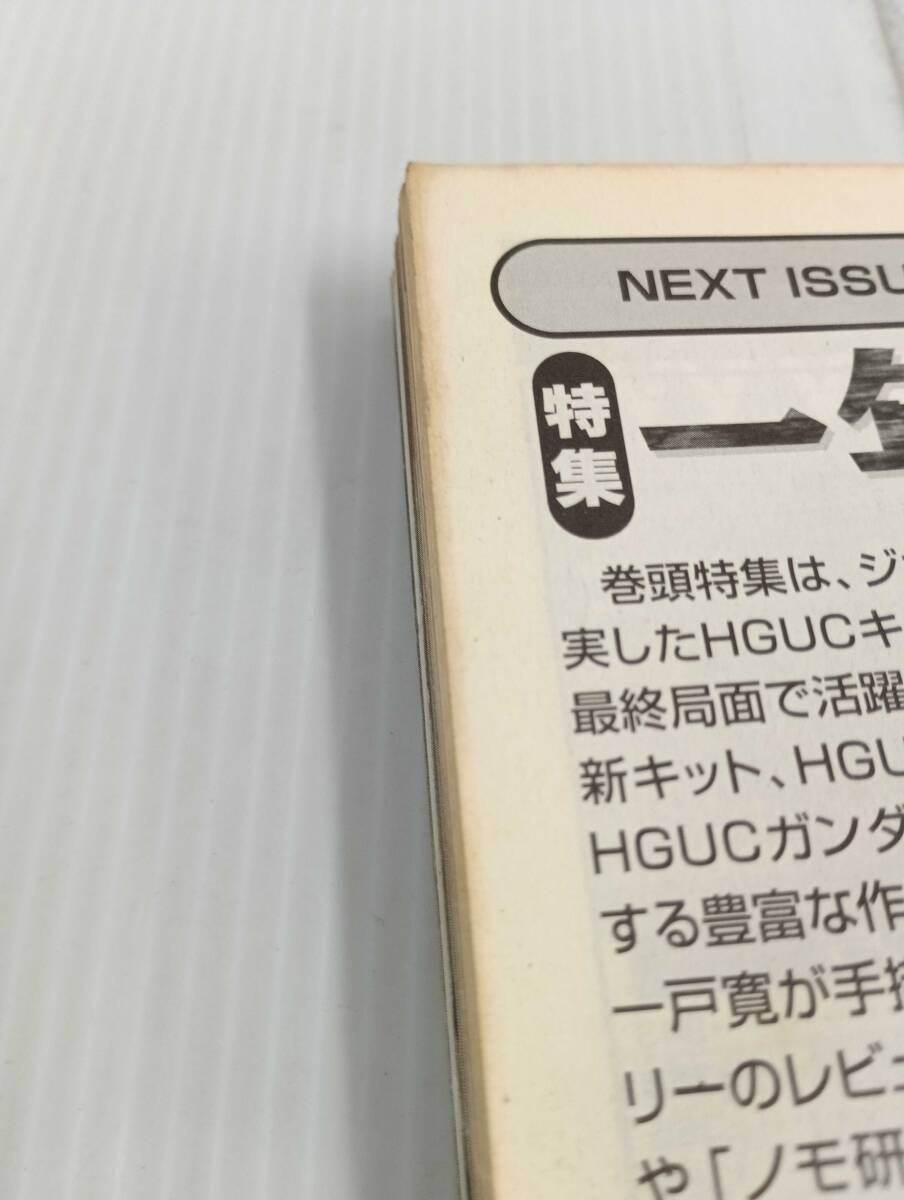 NEXT ISSU
特集
一年
巻頭特集は、ジ
実したHGUCキ
最終局面で活躍
新キット、HGU
HGUCガンダ
する豊富な作
一戸寛が手
リーのレビュ
や「ノモ研